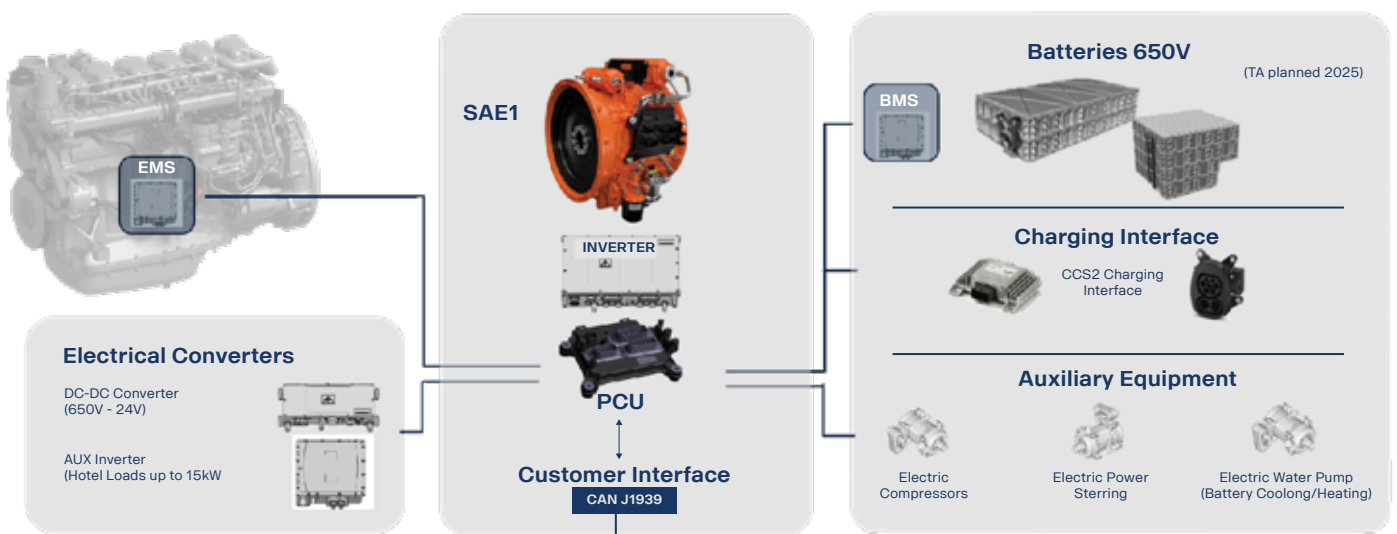 EMS
Electrical Converters
DC-DC Converter
(650V - 24V)
AUX Inverter
(Hotel Loads up to 15kW
SAE1
INVERTER
PCU
Customer Interface
CAN J1939
Batteries 650V
(TA planned 2025)
BMS
Charging Interface
CCS2 Charging
Interface
Auxiliary Equipment
Electric
Compressors
Electric Power
Sterring
Electric Water Pump
(Battery Coolong/Heating)